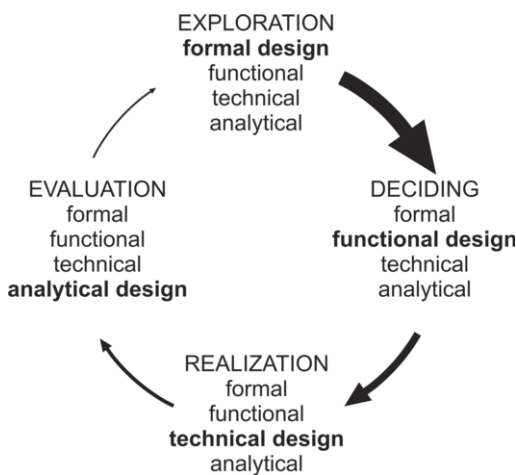 EXPLORATION
formal design
functional
technical
analytical
EVALUATION
formal
functional
technical
analytical design
DECIDING
formal
functional design
technical
analytical
REALIZATION
formal
functional
technical design
analytical